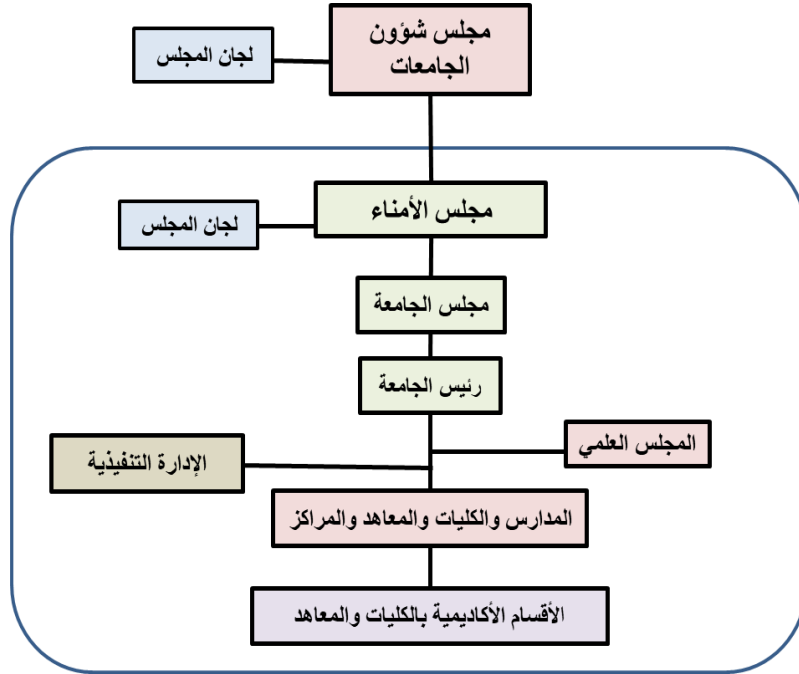 مجلس شؤون
الجامعات
لجان المجلس
مجلس الأمناء
لجان المجلس
مجلس الجامعة
رئيس الجامعة
المجلس العلمي
الإدارة التنفيذية
المدارس والكليات والمعاهد والمراكز
الأقسام الأكاديمية بالكليات والمعاهد